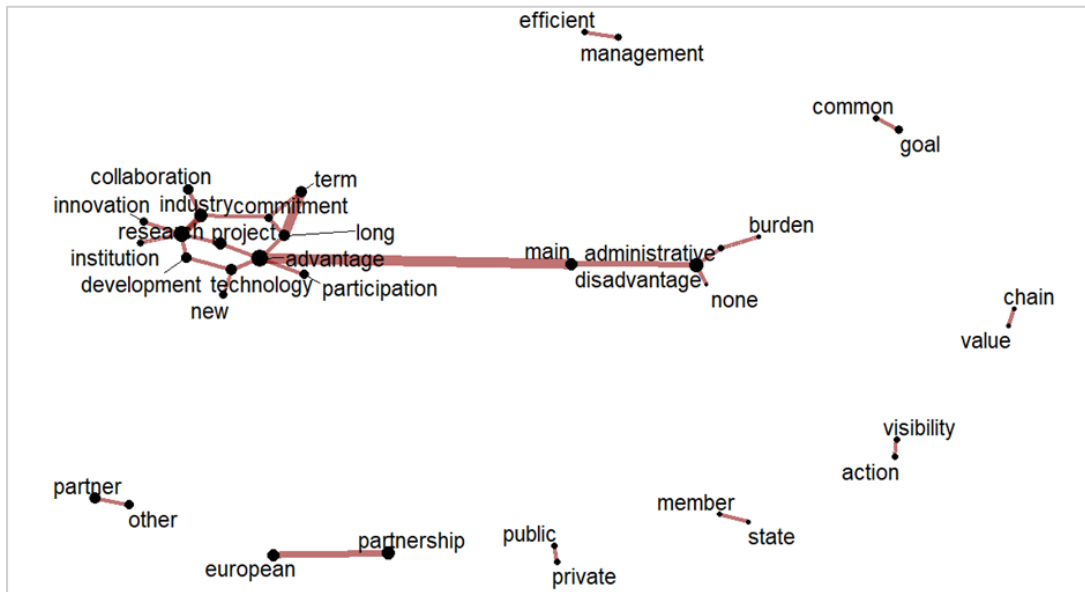 efficient
management
common
goal
collaboration
term
innovation
industry
commitment
research
project
long
institution
advantage
development
technology
participation
new
main
administrative
burden
disadvantage
none
chain
value
visibility
action
partner
other
member
state
european
partnership
public
private